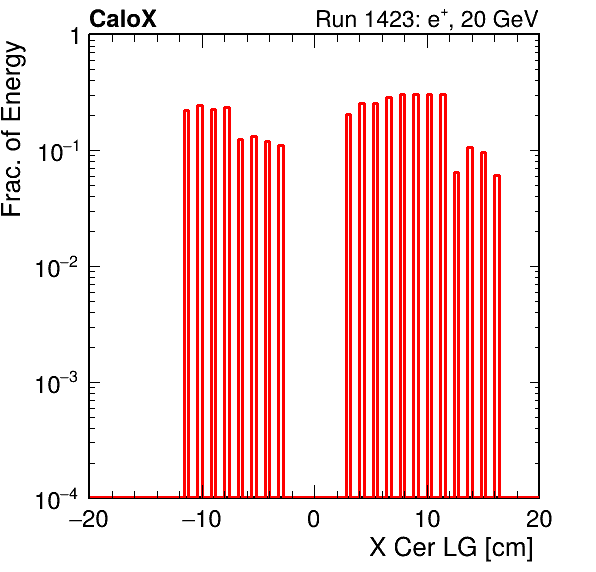 CaloX Run 1423: e⁺, 20 GeV
Frac. of Energy
1
10⁻¹
10⁻²
10⁻³
10⁻⁴
−20 −10 0 10 20
X Cer LG [cm]